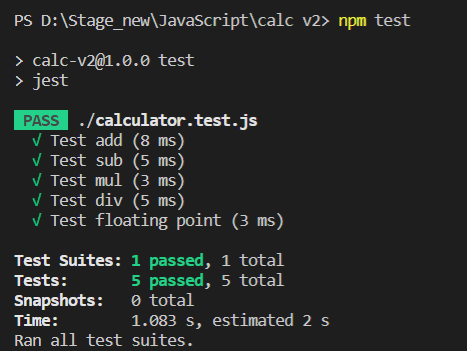 PS D:\Stage_new\JavaScript\calc v2> npm test
> calc-v2@1.0.0 test
> jest
PASS ./calculator.test.js
√ Test add (8 ms)
√ Test sub (5 ms)
√ Test mul (3 ms)
√ Test div (5 ms)
√ Test floating point (3 ms)
Test Suites: 1 passed, 1 total
Tests: 5 passed, 5 total
Snapshots: 0 total
Time: 1.083 s, estimated 2 s
Ran all test suites.